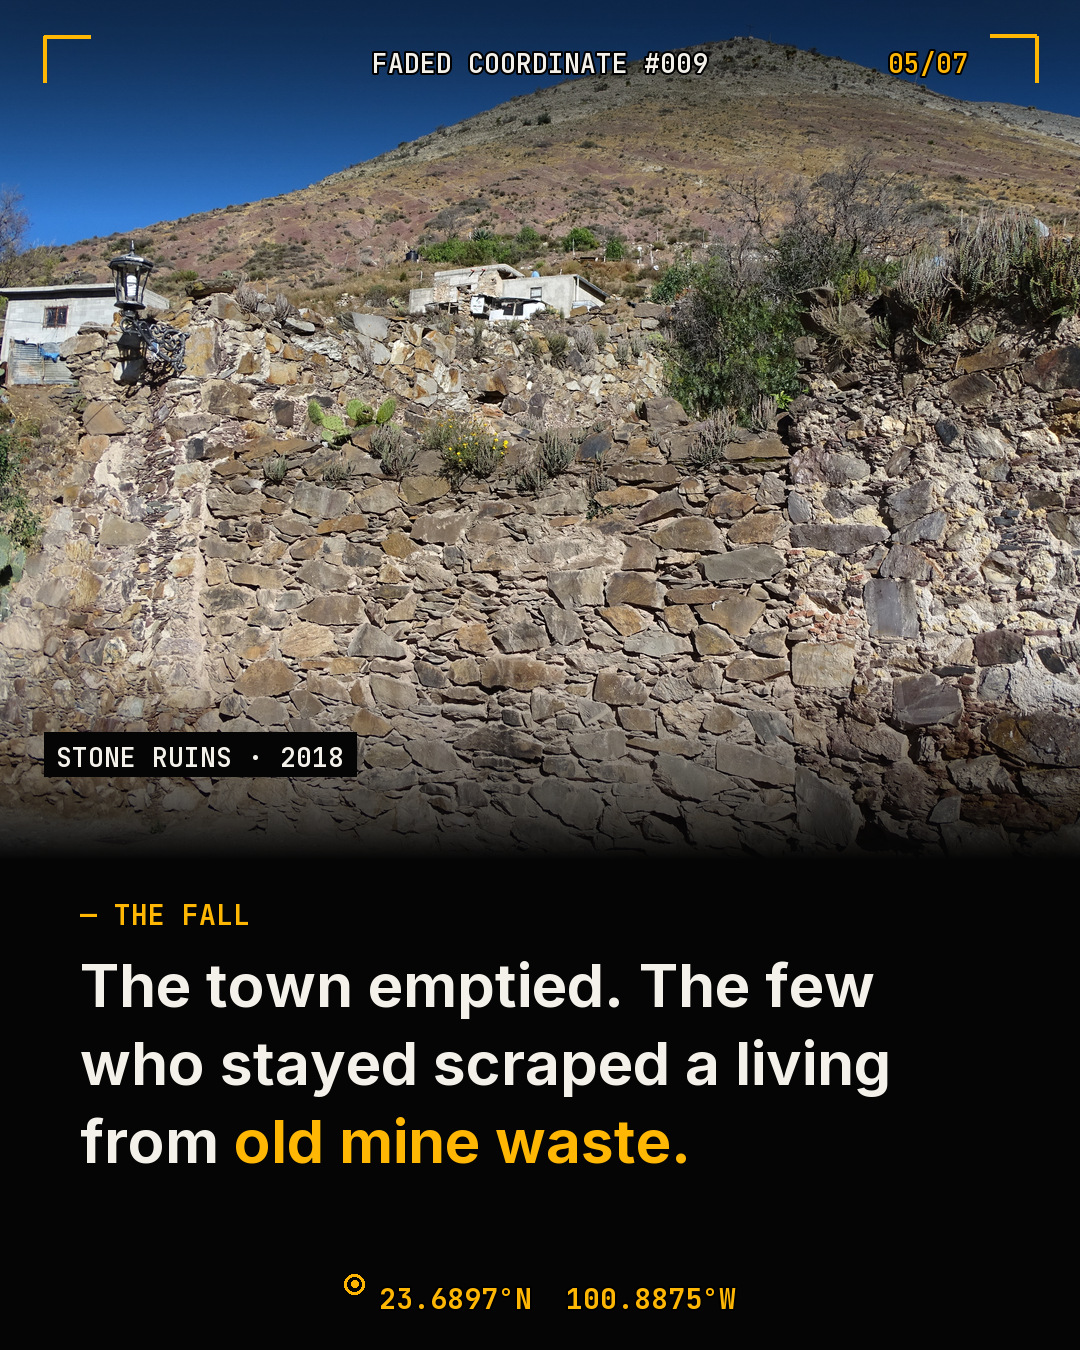 FADED COORDINATE #009
05/07
STONE RUINS · 2018
— THE FALL
The town emptied. The few
who stayed scraped a living
from old mine waste.
23.6897°N 100.8875°W